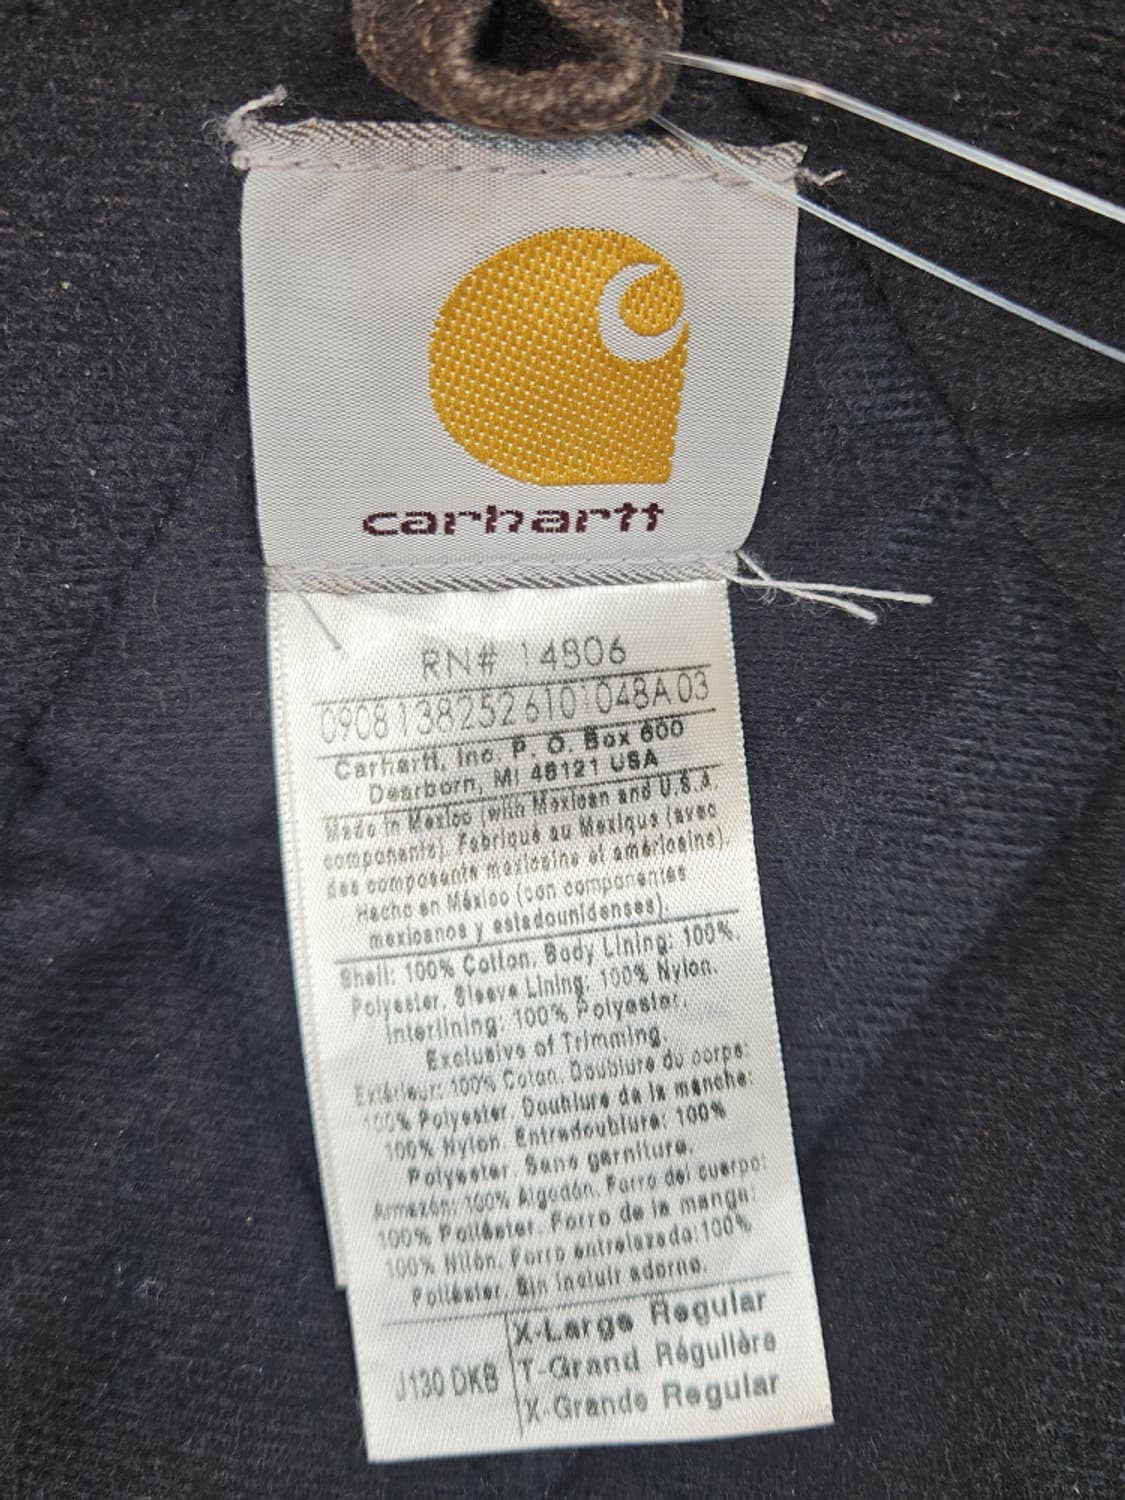 carhartt
RN# 14806
0908138252610104 8A03
Carhartt, Inc. P. O. Box 600
Dearborn, MI 48121 USA
Made in Mexico (with Mexican and U.S.A.
components). Fabriqué au Mexique (avec
des composants mexicains et américains).
Hecho en México (con componentes
mexicanos y estadounidenses).
Shell: 100% Cotton. Body Lining: 100%.
Polyester. Sleeve Lining: 100% Nylon.
Interlining: 100% Polyester.
Exclusive of Trimming.
Extérieur: 100% Coton. Doublure du corps:
100% Polyester. Doublure de la manche:
100% Nylon. Entredoublure: 100%
Polyester. Sans garniture.
Armazón: 100% Algodón. Forro del cuerpo:
100% Poliéster. Forro de la manga:
100% Nilón. Forro entrelazado: 100%
Poliéster. Sin incluir adorno.
J130 DKB
X-Large Regular
T-Grand Régulière
X-Grande Regular